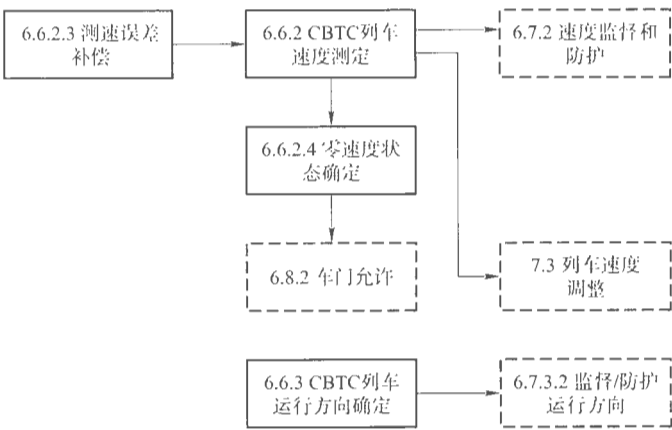 6.6.2.3 测速误差
补偿
6.6.2 CBTC列车
速度测定
6.7.2 速度监督和
防护
6.6.2.4 零速度状
态确定
6.8.2 车门允许
7.3 列车速度
调整
6.6.3 CBTC列车
运行方向确定
6.7.3.2 监督/防护
运行方向